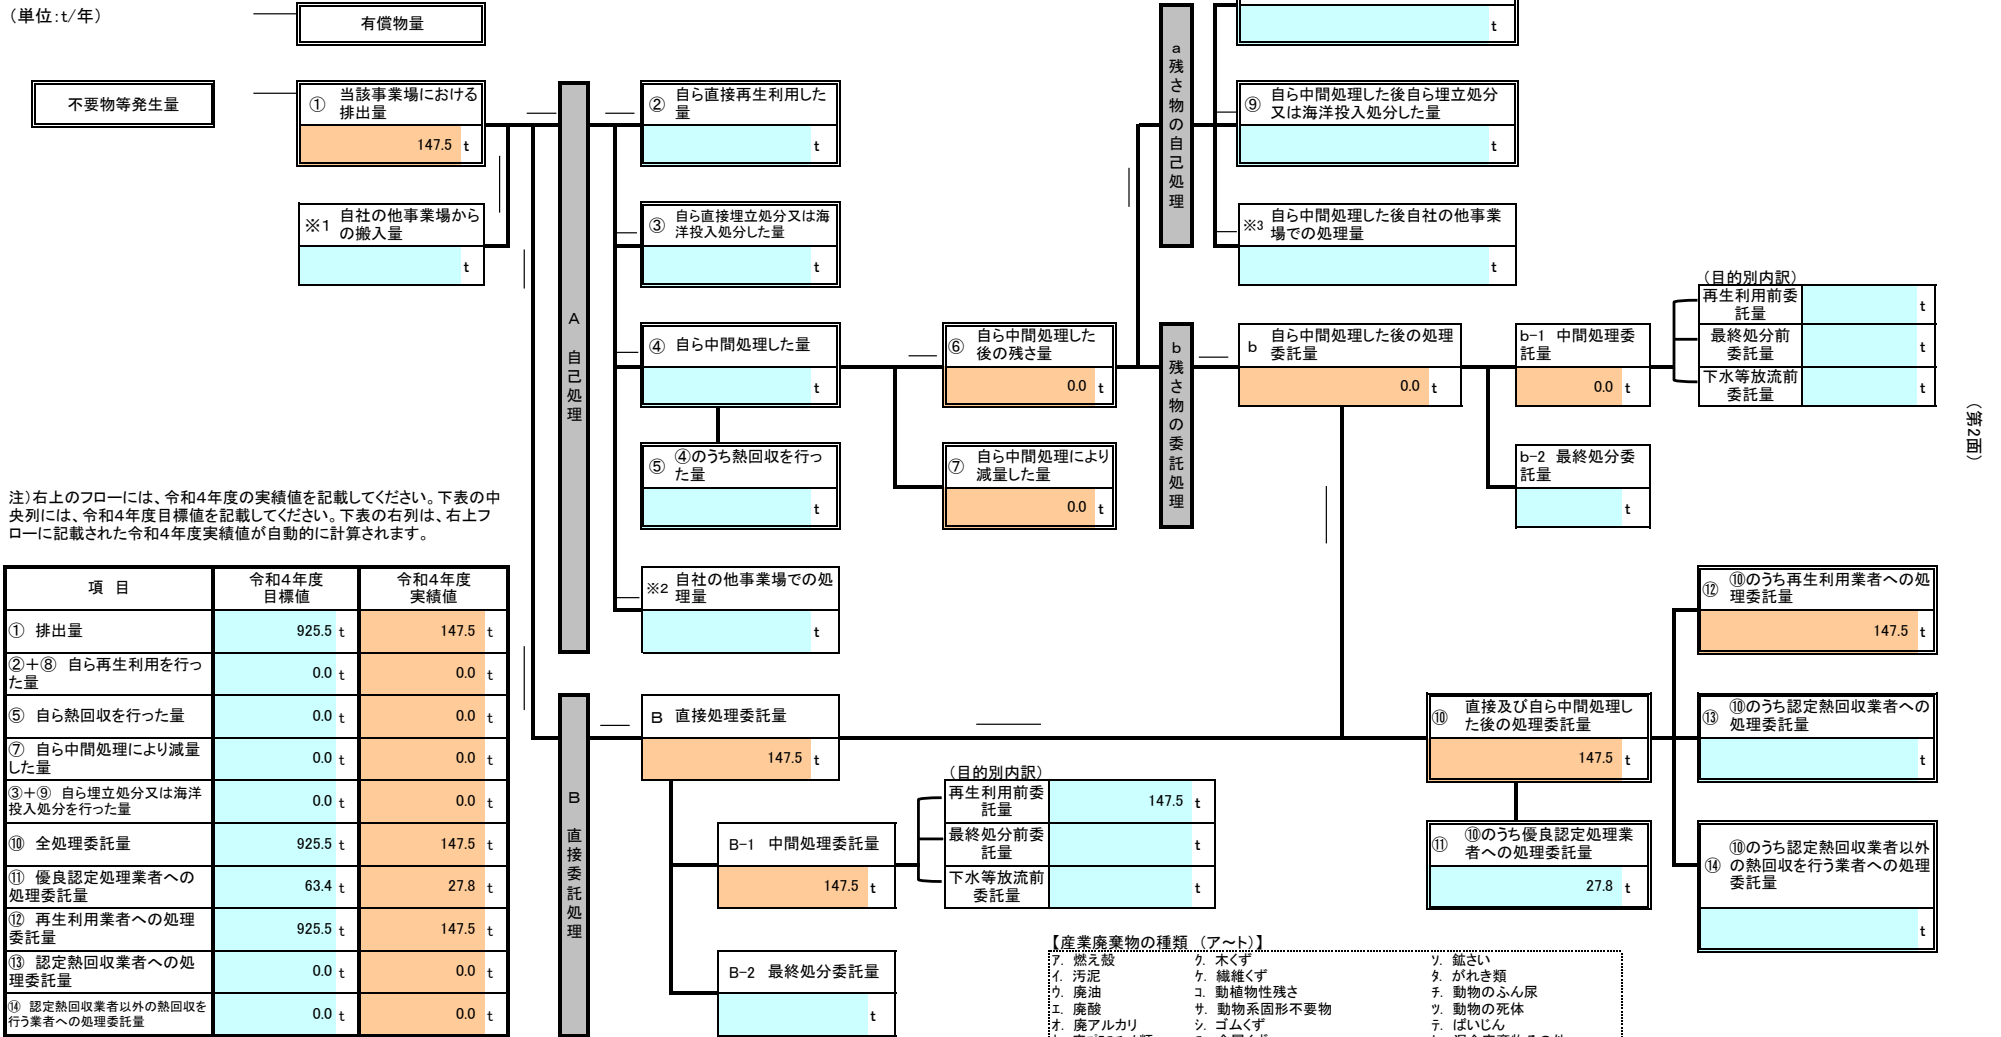 （単位:t/年）
有償物量
t
不要物等発生量
① 当該事業場における
排出量
147.5 t
※1 自社の他事業場から
の搬入量
t
A 自己処理
② 自ら直接再生利用した
量
t
③ 自ら直接埋立処分又は海
洋投入処分した量
t
④ 自ら中間処理した量
t
⑤ ④のうち熱回収を行っ
た量
t
※2 自社の他事業場での処
理量
t
⑥ 自ら中間処理した
後の残さ量
0.0 t
⑦ 自ら中間処理により
減量した量
0.0 t
a 残さ物の自己処理
⑨ 自ら中間処理した後自ら埋立処分
又は海洋投入処分した量
t
※3 自ら中間処理した後自社の他事業
場での処理量
t
b 残さ物の委託処理
b 自ら中間処理した後の処理
委託量
0.0 t
b-1 中間処理委
託量
0.0 t
b-2 最終処分委
託量
t
（目的別内訳）
再生利用前委
託量 t
最終処分前
委託量 t
下水等放流前
委託量 t
（第2面）
注）右上のフローには、令和4年度の実績値を記載してください。下表の中
央列には、令和4年度目標値を記載してください。下表の右列は、右上フ
ローに記載された令和4年度実績値が自動的に計算されます。
項 目 令和4年度
目標値 令和4年度
実績値
① 排出量 925.5 t 147.5 t
②＋⑧ 自ら再生利用を行っ
た量 0.0 t 0.0 t
⑤ 自ら熱回収を行った量 0.0 t 0.0 t
⑦ 自ら中間処理により減量
した量 0.0 t 0.0 t
③＋⑨ 自ら埋立処分又は海洋
投入処分を行った量 0.0 t 0.0 t
⑩ 全処理委託量 925.5 t 147.5 t
⑪ 優良認定処理業者への
処理委託量 63.4 t 27.8 t
⑫ 再生利用業者への処理
委託量 925.5 t 147.5 t
⑬ 認定熱回収業者への処
理委託量 0.0 t 0.0 t
⑭ 認定熱回収業者以外の熱回収を
行う業者への処理委託量 0.0 t 0.0 t
B 直接委託処理
B 直接処理委託量
147.5 t
B-1 中間処理委託量
147.5 t
B-2 最終処分委託量
t
（目的別内訳）
再生利用前委
託量 147.5 t
最終処分前委
託量 t
下水等放流前
委託量 t
⑩ 直接及び自ら中間処理し
た後の処理委託量
147.5 t
⑪ ⑩のうち優良認定処理業
者への処理委託量
27.8 t
⑫ ⑩のうち再生利用業者への処
理委託量
147.5 t
⑬ ⑩のうち認定熱回収業者への
処理委託量
t
⑭ ⑩のうち認定熱回収業者以外
の熱回収を行う業者への処理
委託量
t
【産業廃棄物の種類 （ア～ト）】
ア. 燃え殻 ク. 木くず ソ. 鉱さい
イ. 汚泥 ケ. 繊維くず タ. がれき類
ウ. 廃油 コ. 動植物性残さ チ. 動物のふん尿
エ. 廃酸 サ. 動物系固形不要物 ツ. 動物の死体
オ. 廃アルカリ シ. ゴムくず テ. ばいじん